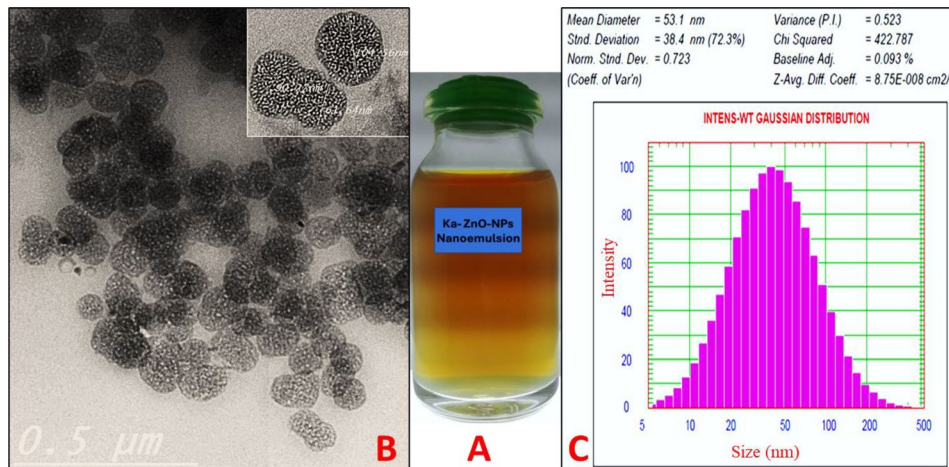 0.5 µm
B
Ka-ZnO-NPs
Nanoemulsion
A
Mean Diameter = 53.1 nm Variance (P.I.) = 0.523
Stnd. Deviation = 38.4 nm (72.3%) Chi Squared = 422.787
Norm. Stnd. Dev. = 0.723 Baseline Adj. = 0.093 %
(Coeff. of Var'n) Z-Avg. Diff. Coeff. = 8.75E-008 cm2/
INTENS-WT GAUSSIAN DISTRIBUTION
Intensity
100
80
60
40
20
0
5 10 20 50 100 200 500
Size (nm)
C